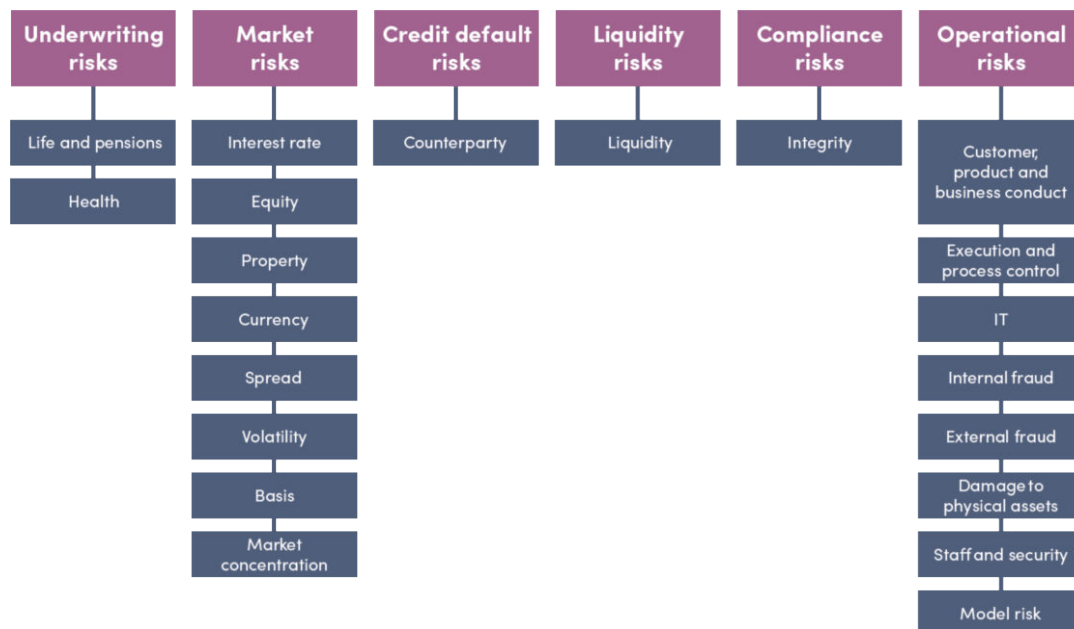 Underwriting
risks
Life and pensions
Health
Market
risks
Interest rate
Equity
Property
Currency
Spread
Volatility
Basis
Market
concentration
Credit default
risks
Counterparty
Liquidity
risks
Liquidity
Compliance
risks
Integrity
Operational
risks
Customer,
product and
business conduct
Execution and
process control
IT
Internal fraud
External fraud
Damage to
physical assets
Staff and security
Model risk